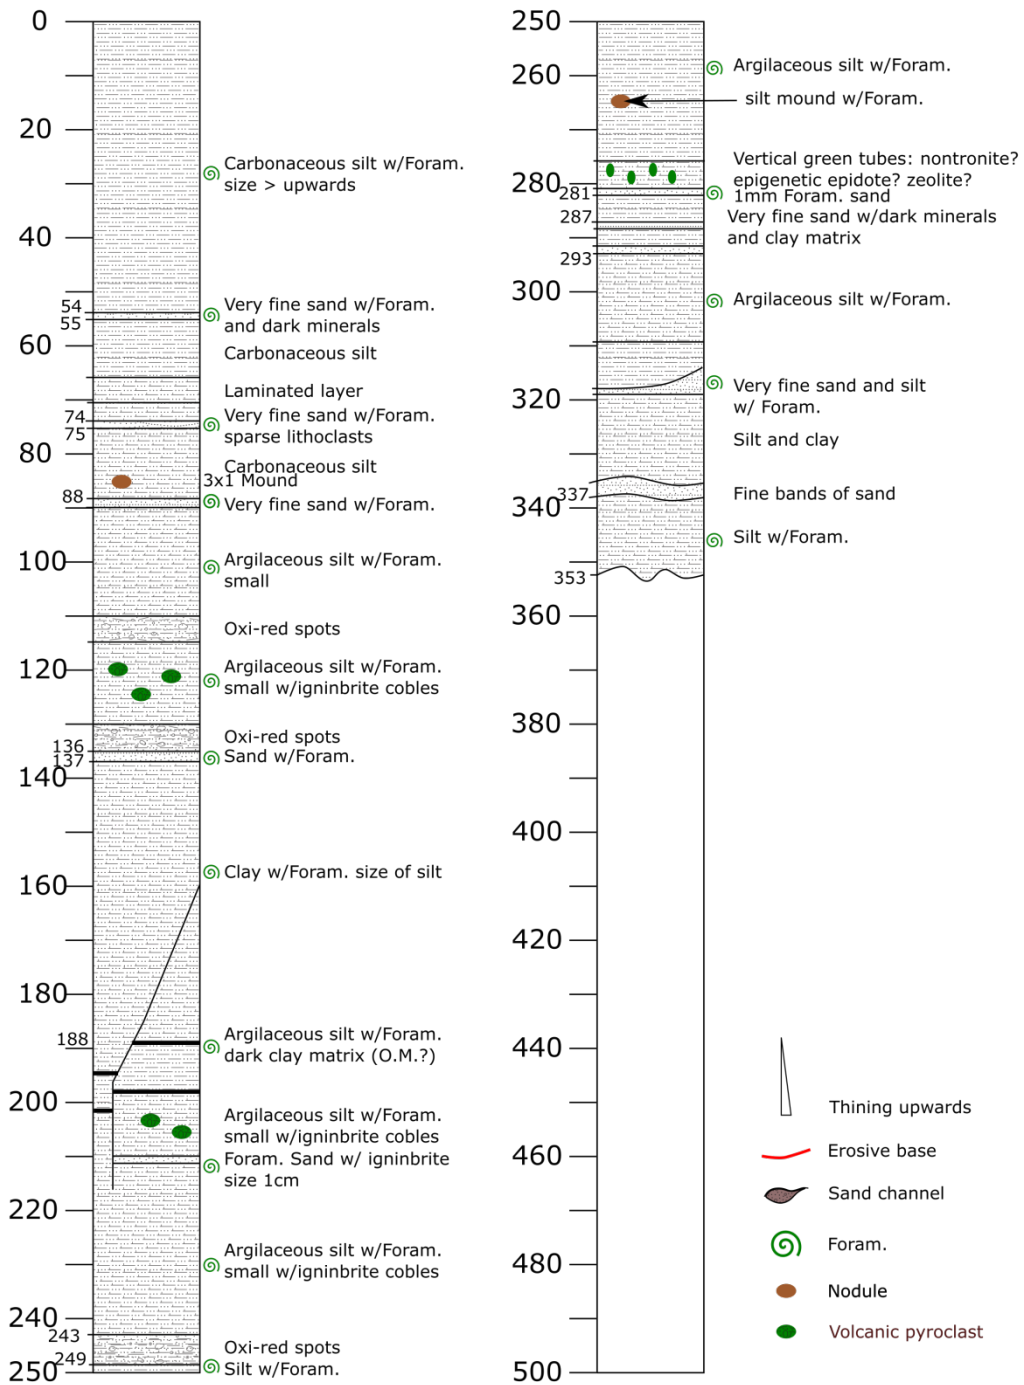 0
20
Carbonaceous silt w/Foram.
size > upwards
40
54
Very fine sand w/Foram.
55
and dark minerals
60
Carbonaceous silt
Laminated layer
74
Very fine sand w/Foram.
75
sparse lithoclasts
80
Carbonaceous silt
3x1 Mound
88
Very fine sand w/Foram.
100
Argilaceous silt w/Foram.
small
Oxi-red spots
120
Argilaceous silt w/Foram.
small w/igninbrite cobles
136
Oxi-red spots
137
Sand w/Foram.
140
Clay w/Foram. size of silt
160
180
188
Argilaceous silt w/Foram.
dark clay matrix (O.M.?)
200
Argilaceous silt w/Foram.
small w/igninbrite cobles
Foram. Sand w/ igninbrite
size 1cm
220
Argilaceous silt w/Foram.
small w/igninbrite cobles
240
243
Oxi-red spots
249
Silt w/Foram.
250
250
Argilaceous silt w/Foram.
260
silt mound w/Foram.
Vertical green tubes: nontronite?
280
epigenetic epidote? zeolite?
281
1mm Foram. sand
287
Very fine sand w/dark minerals
and clay matrix
293
300
Argilaceous silt w/Foram.
320
Very fine sand and silt
w/ Foram.
Silt and clay
337
Fine bands of sand
340
Silt w/Foram.
353
360
380
400
420
440
460
480
500
Thining upwards
Erosive base
Sand channel
Foram.
Nodule
Volcanic pyroclast